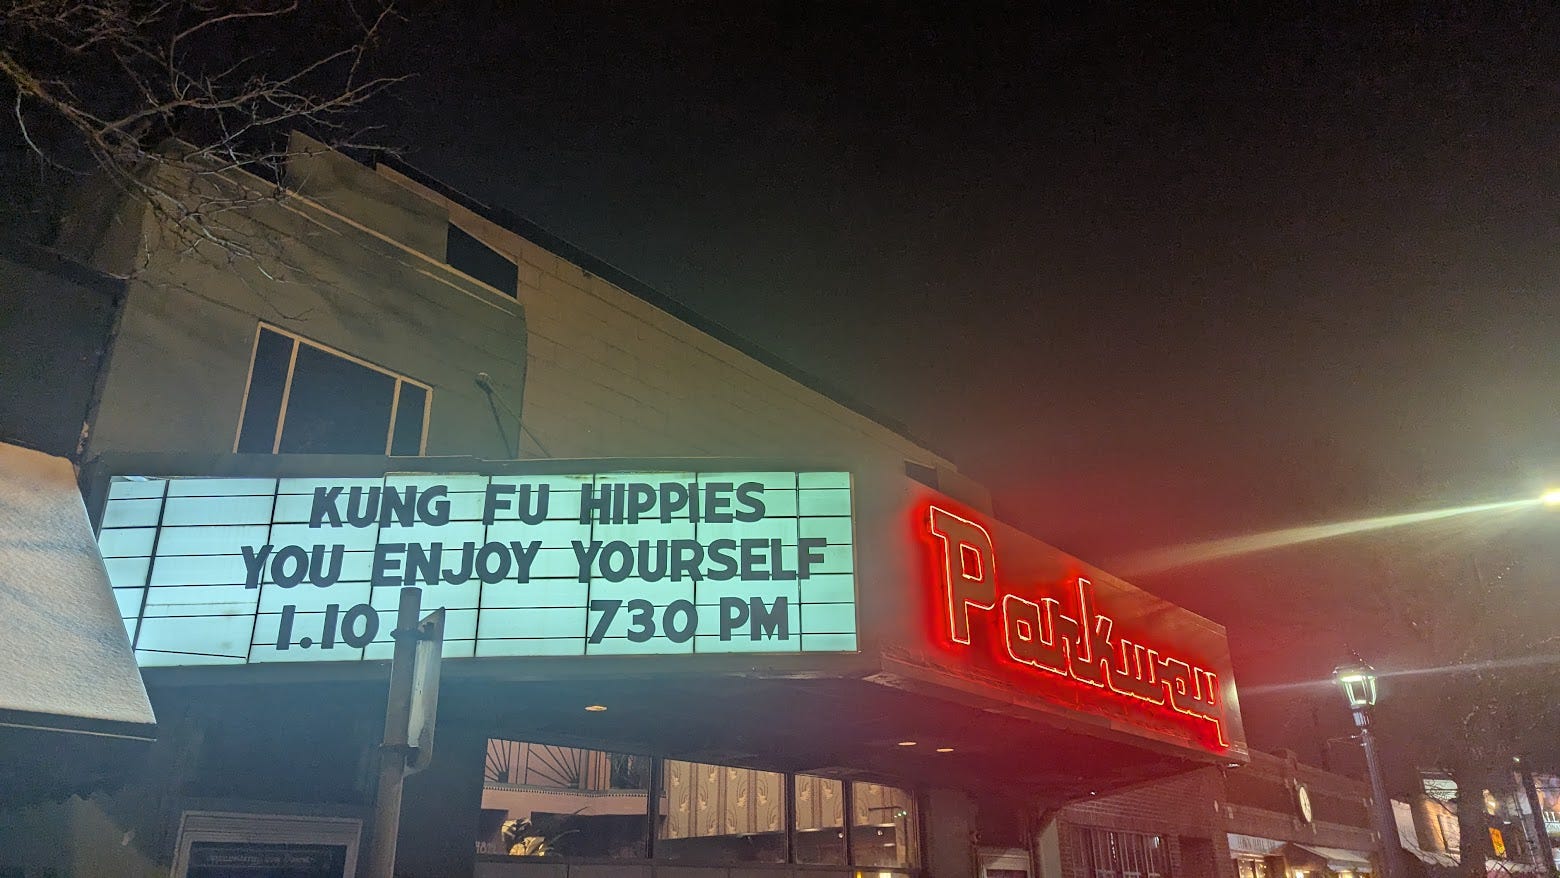 KUNG FU HIPPIES
YOU ENJOY YOURSELF
1.10 730 PM
Parkway